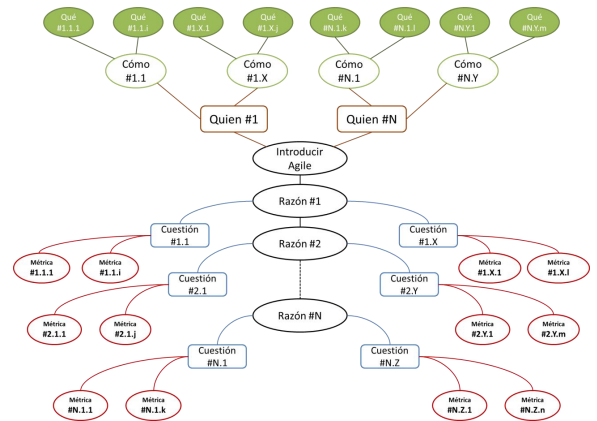 Qué
#1.1.1
Qué
#1.1.i
Qué
#1.X.1
Qué
#1.X.j
Qué
#N.1.k
Qué
#N.1.l
Qué
#N.Y.1
Qué
#N.Y.m
Cómo
#1.1
Cómo
#1.X
Cómo
#N.1
Cómo
#N.Y
Quien #1
Quien #N
Introducir
Agile
Razón #1
Cuestión
#1.1
Cuestión
#1.X
Razón #2
Métrica
#1.1.1
Métrica
#1.1.i
Métrica
#1.X.1
Métrica
#1.X.l
Cuestión
#2.1
Cuestión
#2.Y
Razón #N
Métrica
#2.1.1
Métrica
#2.1.j
Métrica
#2.Y.1
Métrica
#2.Y.m
Cuestión
#N.1
Cuestión
#N.Z
Métrica
#N.1.1
Métrica
#N.1.k
Métrica
#N.Z.1
Métrica
#N.Z.n